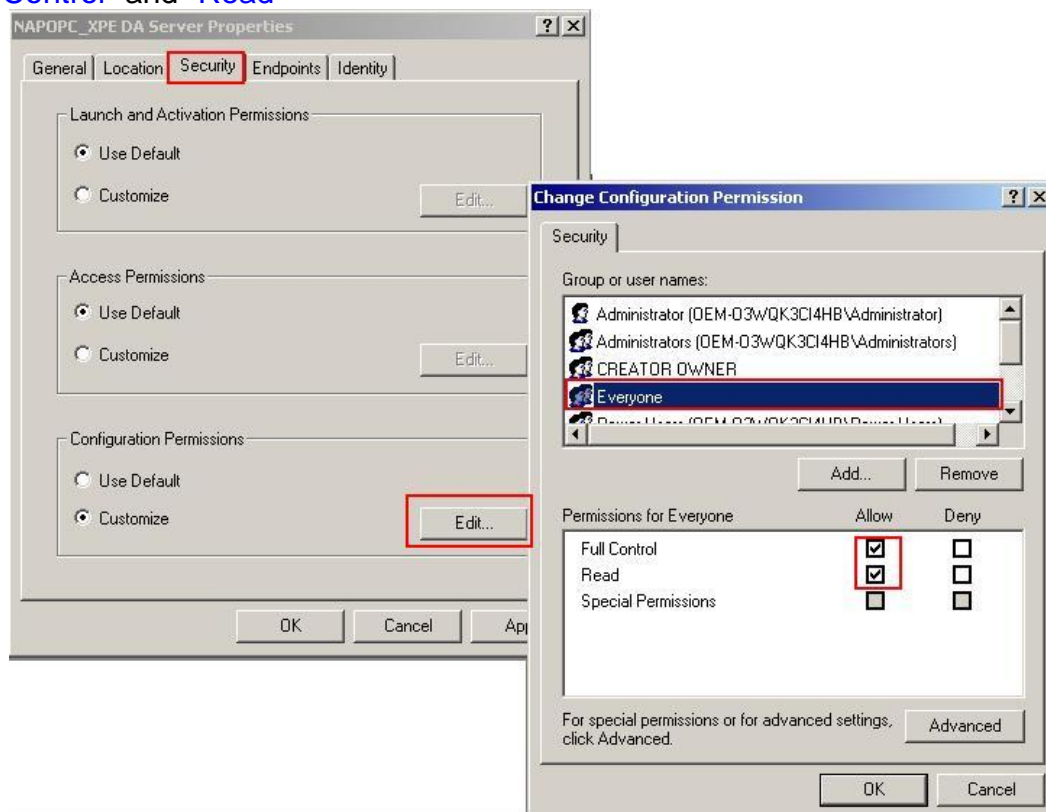 Control" and "Read"
NAPOPC_XPE DA Server Properties
General Location Security Endpoints Identity
Launch and Activation Permissions
Use Default
Customize
Edit...
Access Permissions
Use Default
Customize
Edit...
Configuration Permissions
Use Default
Customize
Edit...
OK Cancel
Change Configuration Permission
Security
Group or user names:
Administrator (OEM-O3WQK3CI4HB\Administrator)
Administrators (OEM-O3WQK3CI4HB\Administrators)
CREATOR OWNER
Everyone
Add... Remove
Permissions for Everyone Allow Deny
Full Control
Read
Special Permissions
For special permissions or for advanced settings,
click Advanced.
Advanced
OK Cancel